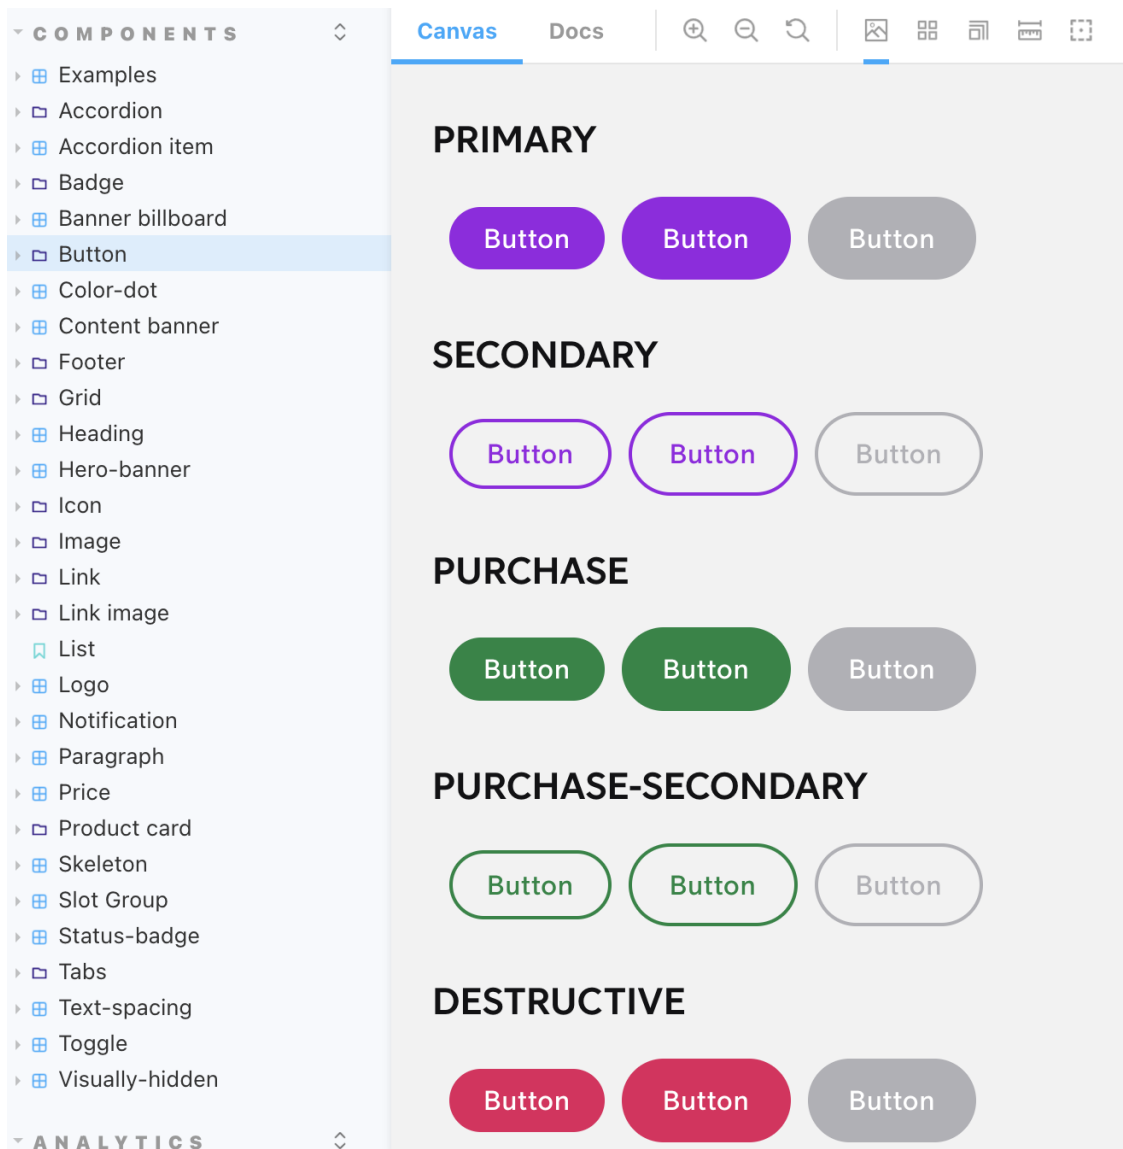 COMPONENTS
Examples
Accordion
Accordion item
Badge
Banner billboard
Button
Color-dot
Content banner
Footer
Grid
Heading
Hero-banner
Icon
Image
Link
Link image
List
Logo
Notification
Paragraph
Price
Product card
Skeleton
Slot Group
Status-badge
Tabs
Text-spacing
Toggle
Visually-hidden
ANALYTICS
Canvas Docs
PRIMARY
Button Button Button
SECONDARY
Button Button Button
PURCHASE
Button Button Button
PURCHASE-SECONDARY
Button Button Button
DESTRUCTIVE
Button Button Button